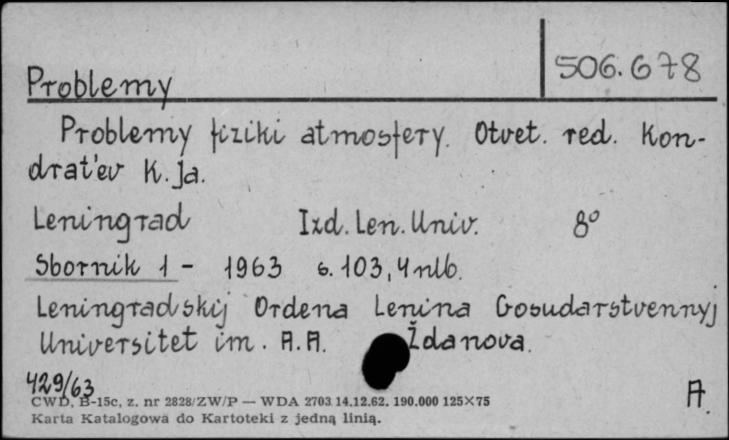 506.678
Problemy
Problemy fiziki atmosfery. Otvet. red. Kon-
drat'ev K.Ja.
Leningrad Izd. Len. Univ. 8°
Sbornik 1 - 1963 s. 103, 4 nlb.
Leningradskij Ordena Lenina Gosudarstvennyj
Universitet im. A.A. Ždanova.
429/63
A.
CWD, B-15c, z. nr 2828/ZW/P — WDA 2703 14.12.62. 190.000 125×75
Karta Katalogowa do Kartoteki z jedną linią.